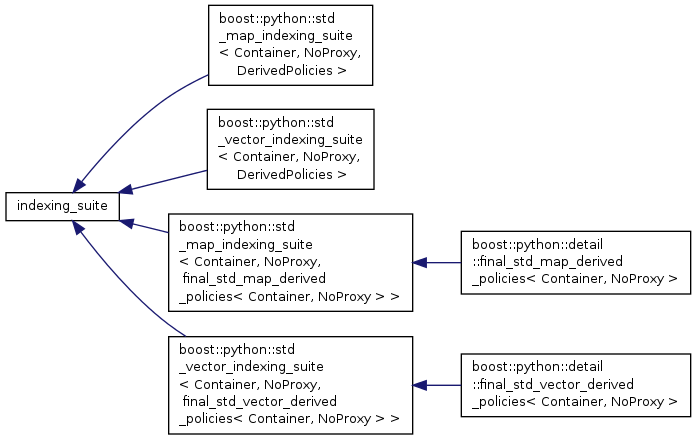 boost::python::std
_map_indexing_suite
< Container, NoProxy,
DerivedPolicies >
boost::python::std
_vector_indexing_suite
< Container, NoProxy,
DerivedPolicies >
indexing_suite
boost::python::std
_map_indexing_suite
< Container, NoProxy,
final_std_map_derived
_policies< Container, NoProxy > >
boost::python::detail
::final_std_map_derived
_policies< Container, NoProxy >
boost::python::std
_vector_indexing_suite
< Container, NoProxy,
final_std_vector_derived
_policies< Container, NoProxy > >
boost::python::detail
::final_std_vector_derived
_policies< Container, NoProxy >